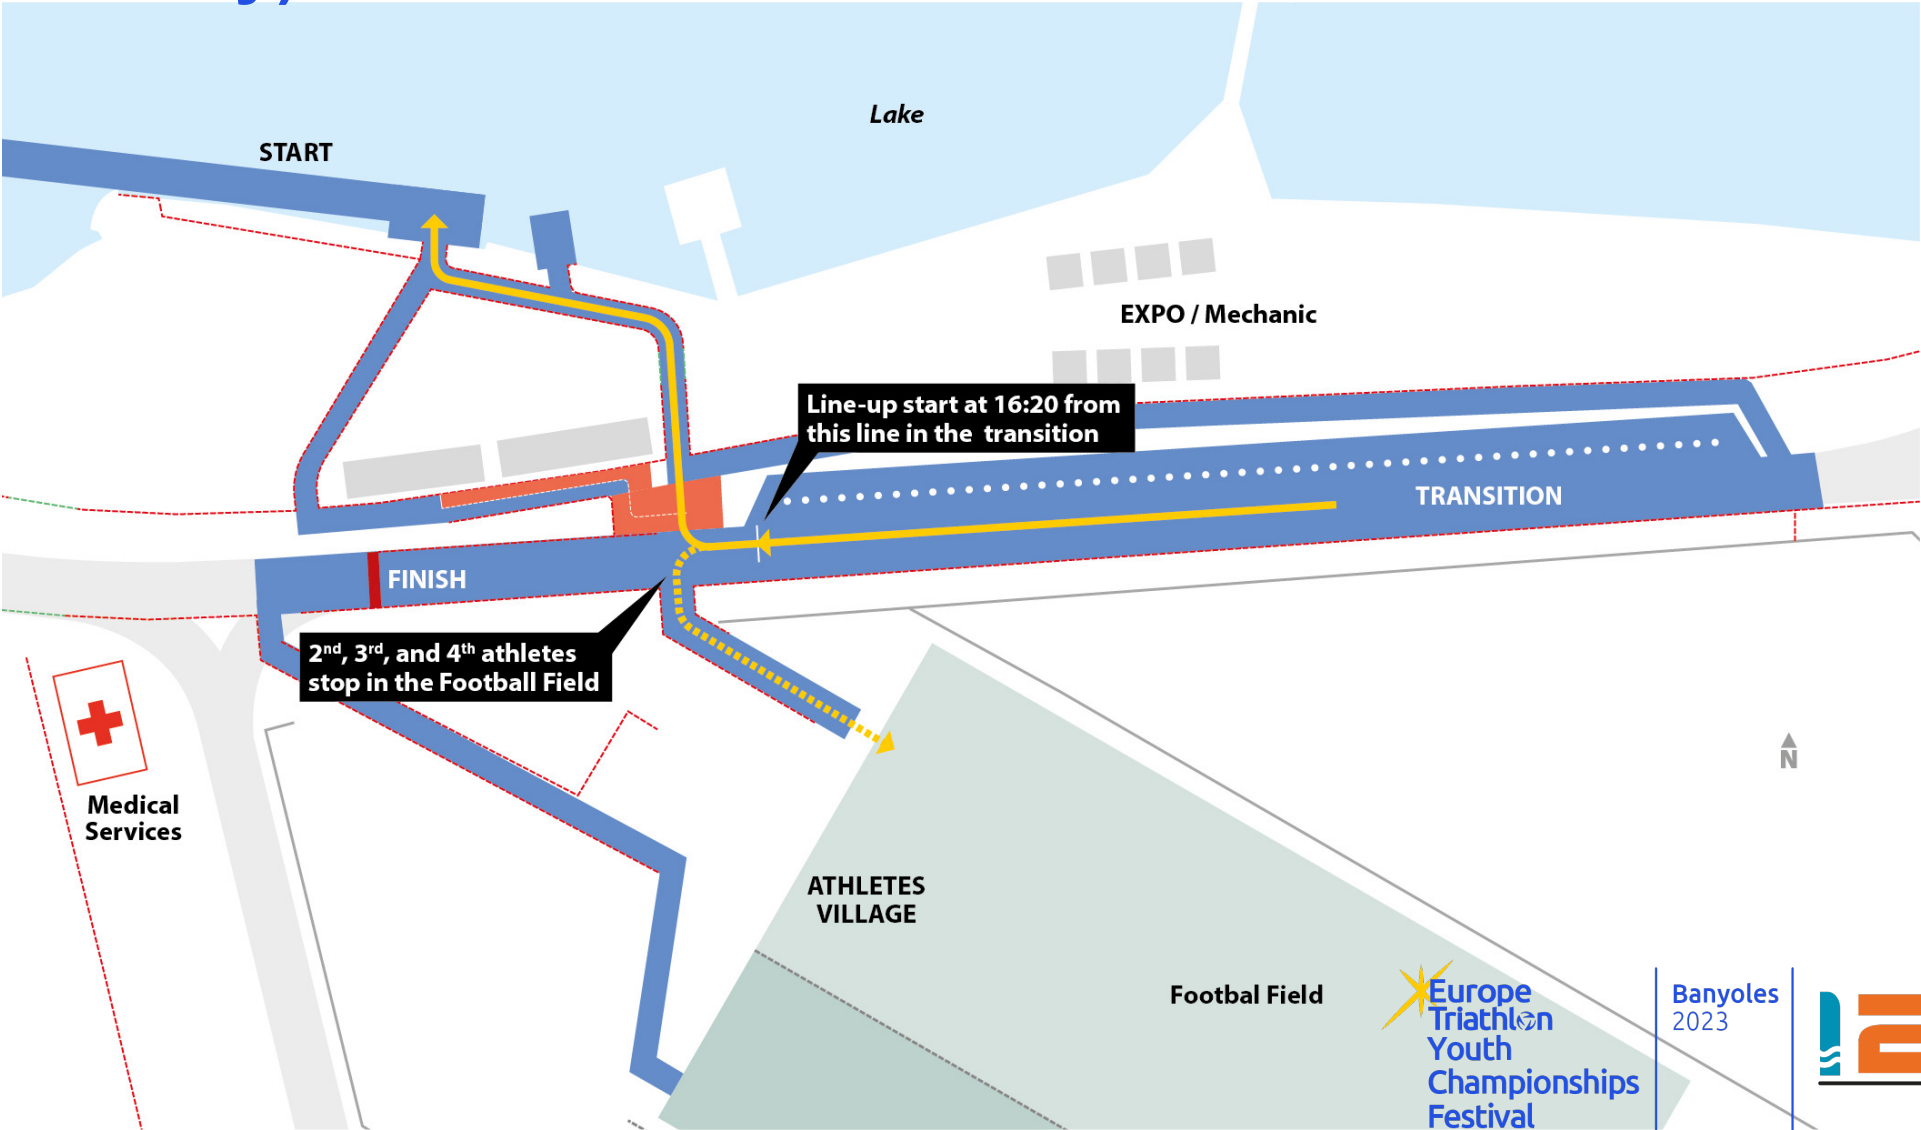 START
Lake
EXPO / Mechanic
Line-up start at 16:20 from
this line in the transition
TRANSITION
FINISH
2nd, 3rd, and 4th athletes
stop in the Football Field
Medical
Services
N
ATHLETES
VILLAGE
Footbal Field
Europe
Triathlon
Youth
Championships
Festival
Banyoles
2023